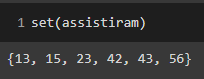 1 set(assistiram)
{13, 15, 23, 42, 43, 56}